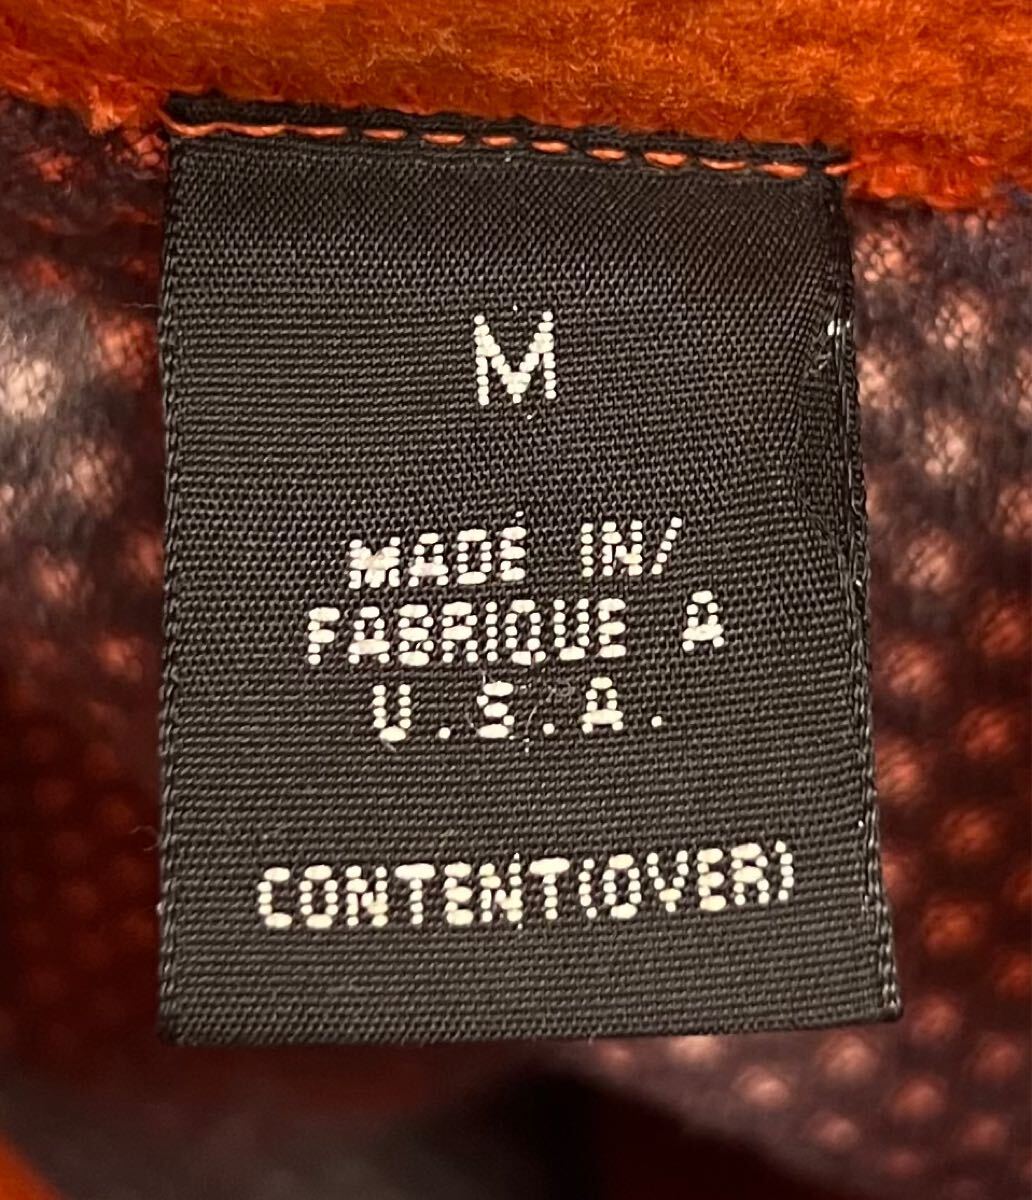 M
MADE IN/
FABRIQUE A
U.S.A.
CONTENT(OVER)